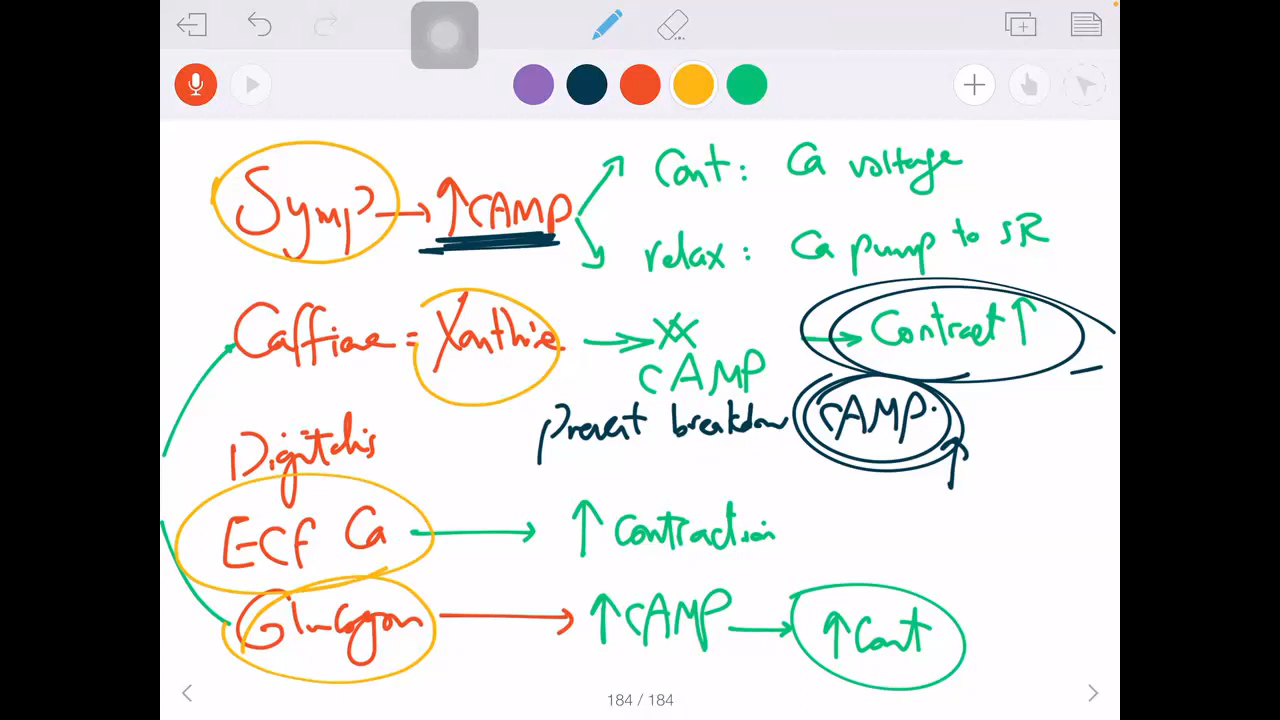 Symp → ↑cAMP
Cont : Ca voltage
relax : Ca pump to SR
Caffiene = Xanthie → XX cAMP → Contract ↑
prevent breakdown cAMP. ↑
Digitalis
ECF Ca → ↑ Contraction
Glucagon → ↑cAMP → ↑Cont
184 / 184